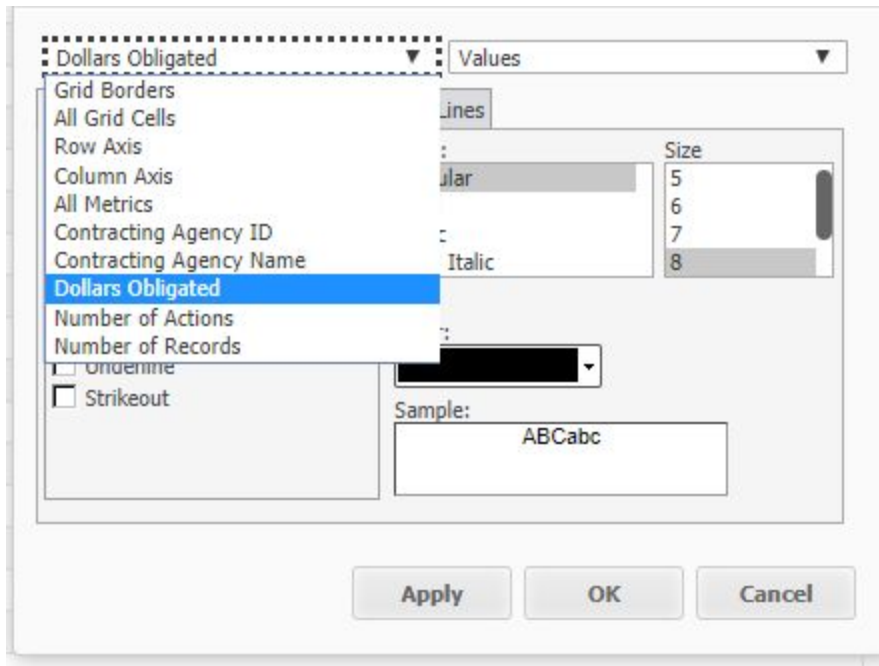 Dollars Obligated
Values
Grid Borders
All Grid Cells
Row Axis
Column Axis
All Metrics
Contracting Agency ID
Contracting Agency Name
Dollars Obligated
Number of Actions
Number of Records
Lines
Size
5
6
7
8
Italic
Underline
Strikeout
Sample:
ABCabc
Apply
OK
Cancel